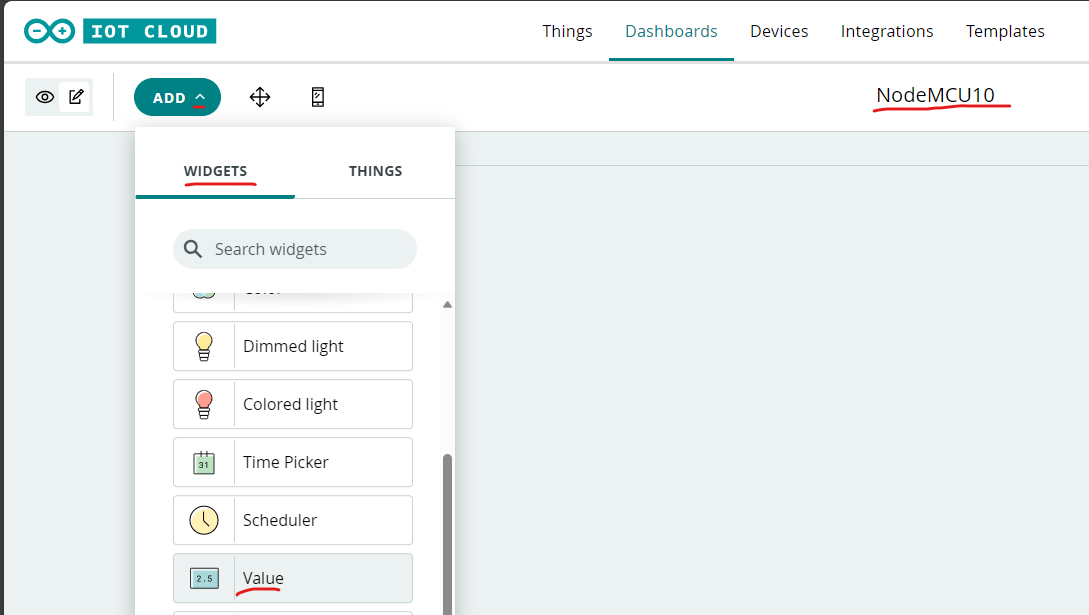 IOT CLOUD
Things Dashboards Devices Integrations Templates
ADD
NodeMCU10
WIDGETS THINGS
Search widgets
Dimmed light
Colored light
31 Time Picker
Scheduler
2.5 Value